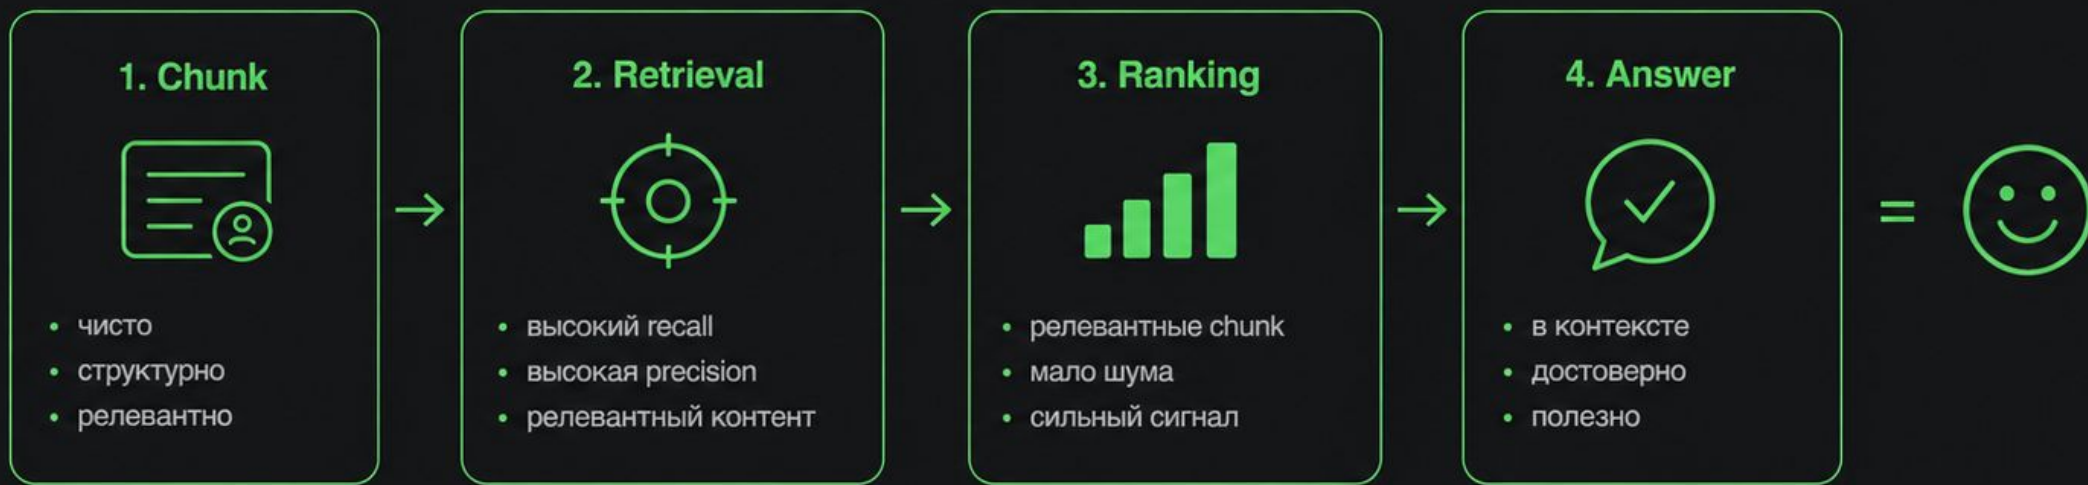 1. Chunk
• чисто
• структурно
• релевантно
→
2. Retrieval
• высокий recall
• высокая precision
• релевантный контент
→
3. Ranking
• релевантные chunk
• мало шума
• сильный сигнал
→
4. Answer
• в контексте
• достоверно
• полезно
=